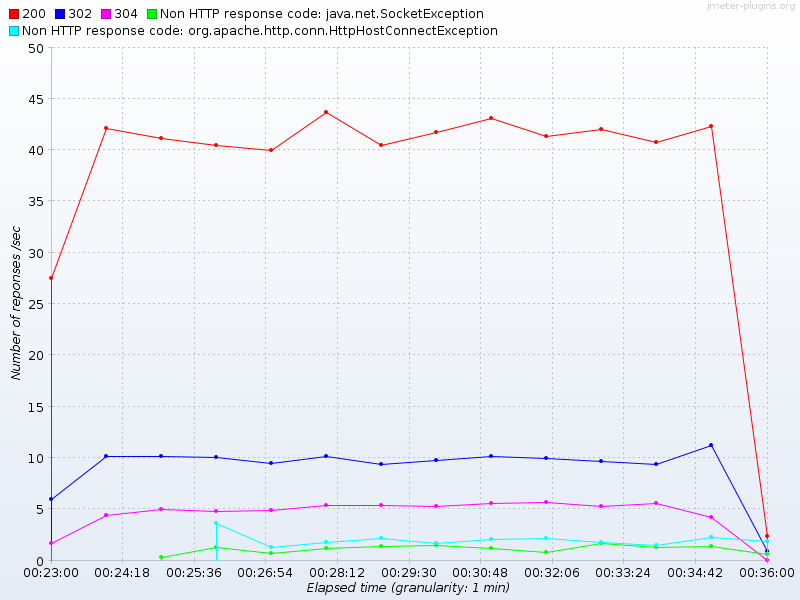 jmeter-plugins.org
200 302 304 Non HTTP response code: java.net.SocketException
Non HTTP response code: org.apache.http.conn.HttpHostConnectException
50
45
40
35
30
25
20
15
10
5
0
Number of reponses /sec
00:23:00 00:24:18 00:25:36 00:26:54 00:28:12 00:29:30 00:30:48 00:32:06 00:33:24 00:34:42 00:36:00
Elapsed time (granularity: 1 min)